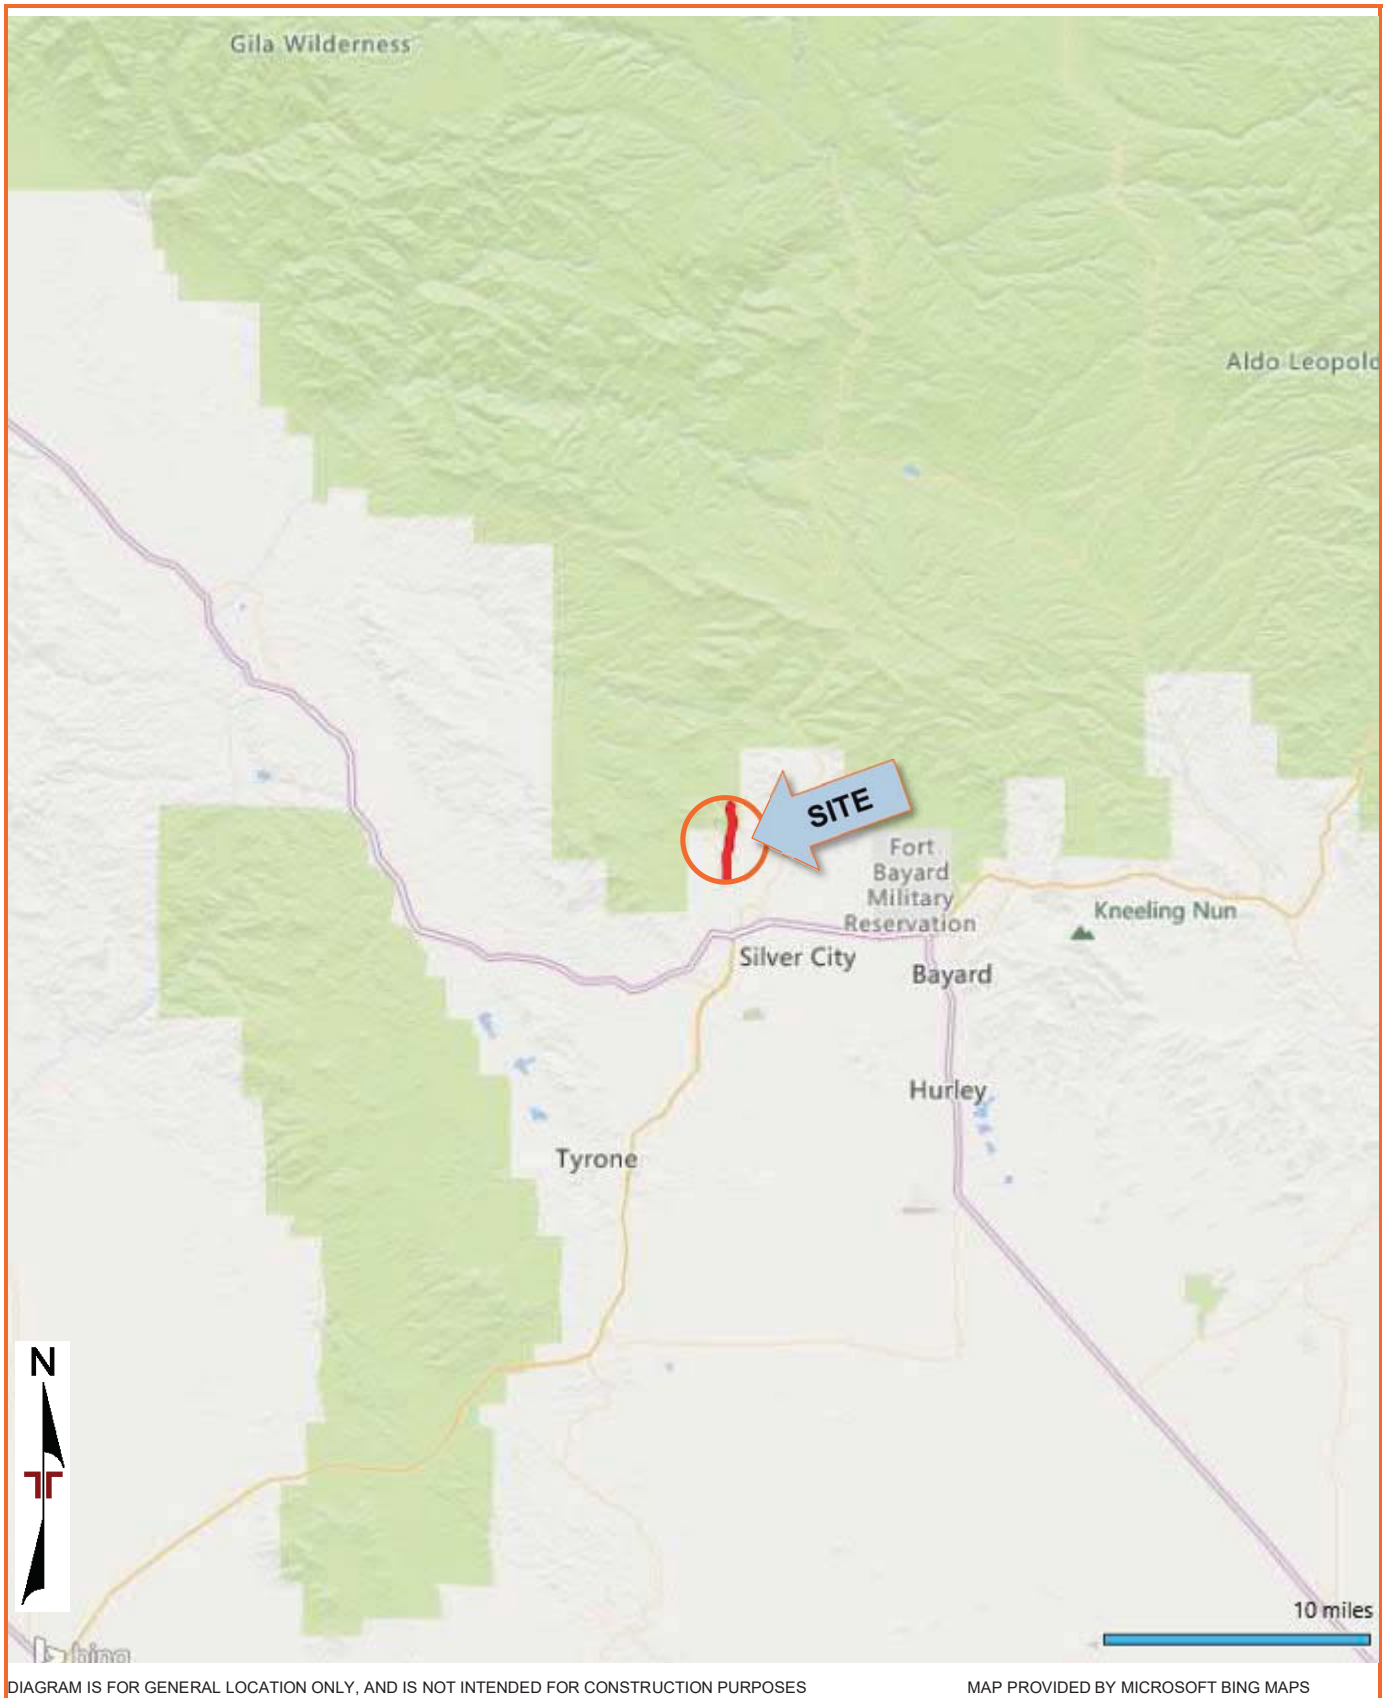 Gila Wilderness
Aldo Leopold
SITE
Fort
Bayard
Military
Reservation
Kneeling Nun
Silver City
Bayard
Hurley
Tyrone
N
10 miles
bing
DIAGRAM IS FOR GENERAL LOCATION ONLY, AND IS NOT INTENDED FOR CONSTRUCTION PURPOSES
MAP PROVIDED BY MICROSOFT BING MAPS